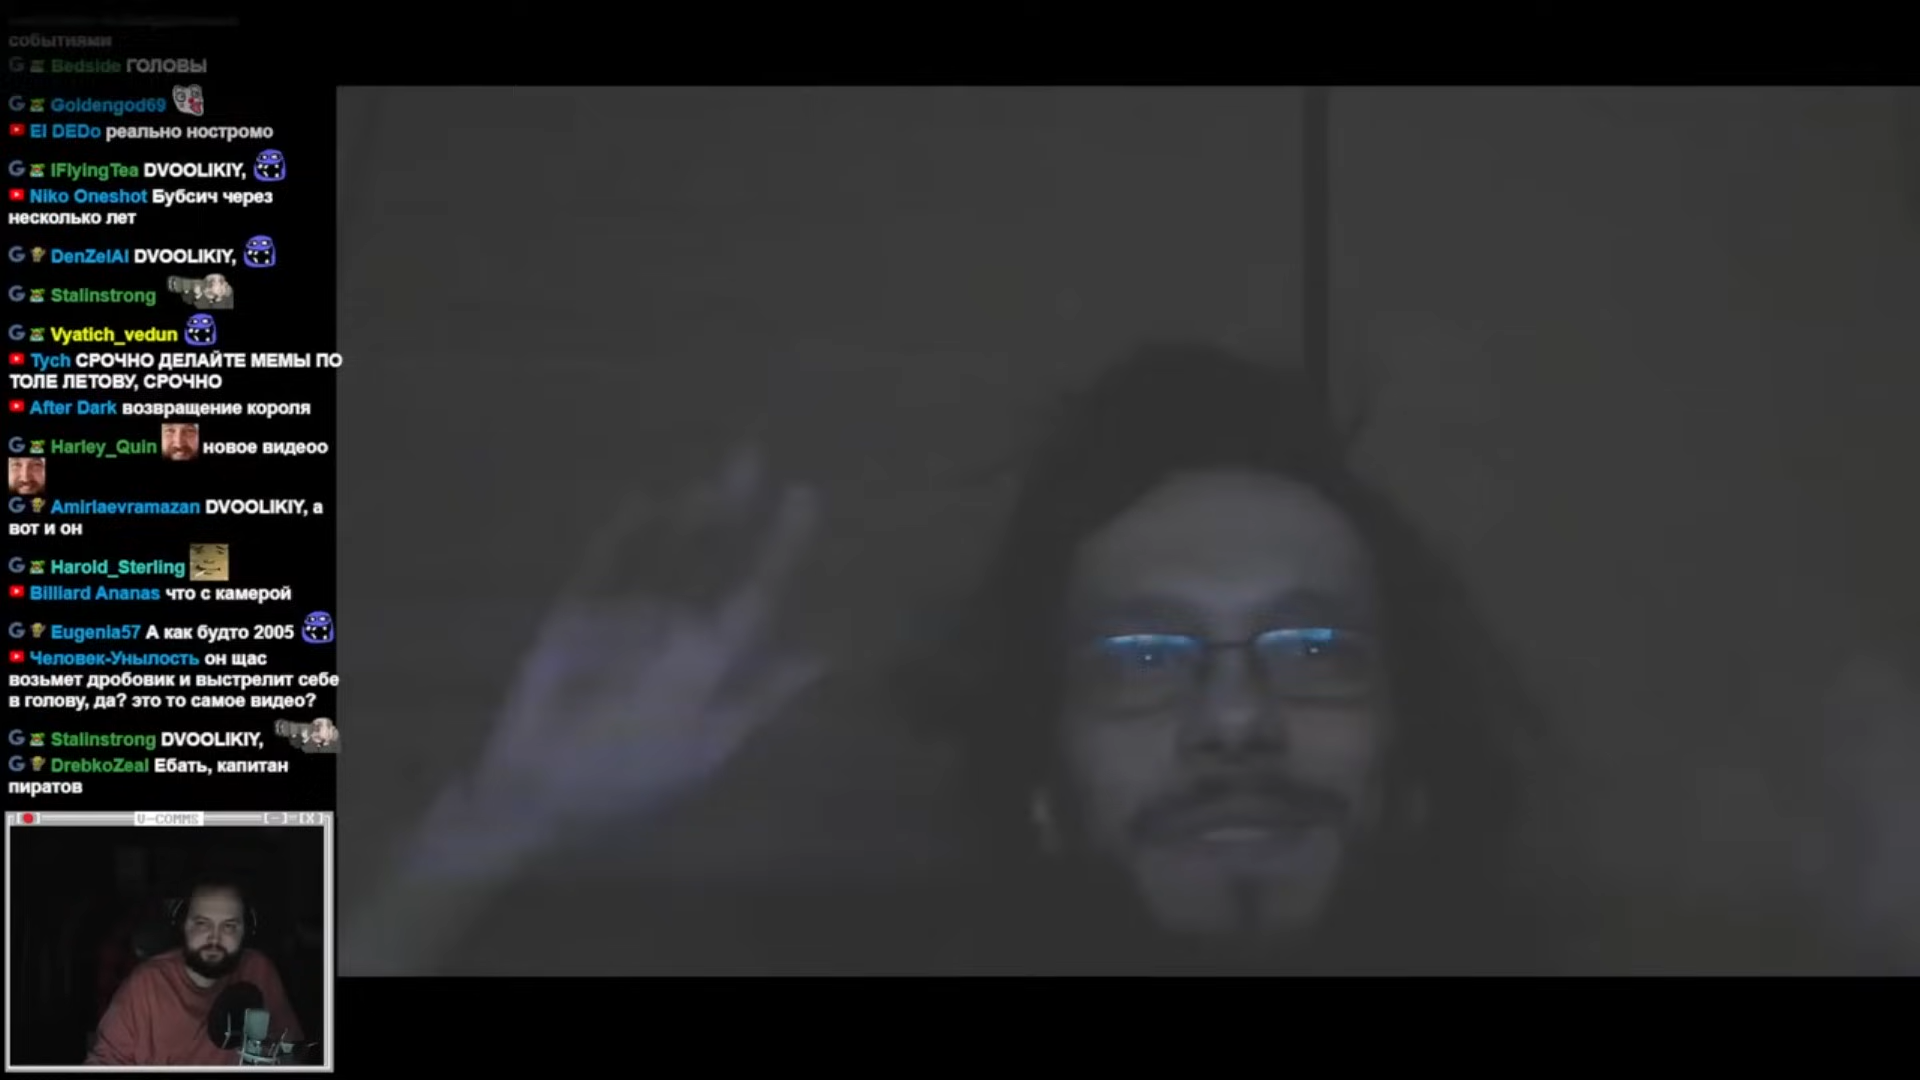 событиями
Bedside ГОЛОВЫ
Goldengod69
El DEDo реально ностромо
IFlyingTea DVOOLIKIY,
Niko Oneshot Бубсич через
несколько лет
DenZelAI DVOOLIKIY,
Stalinstrong
Vyatich_vedun
Tych СРОЧНО ДЕЛАЙТЕ МЕМЫ ПО
ТОЛЕ ЛЕТОВУ, СРОЧНО
After Dark возвращение короля
Harley_Quin новое видеоо
Amirlaevramazan DVOOLIKIY, а
вот и он
Harold_Sterling
Billiard Ananas что с камерой
Eugenia57 А как будто 2005
Человек-Унылость он щас
возьмет дробовик и выстрелит себе
в голову, да? это то самое видео?
Stalinstrong DVOOLIKIY,
DrebkoZeal Ебать, капитан
пиратов
V-COMMS [-]=[X]